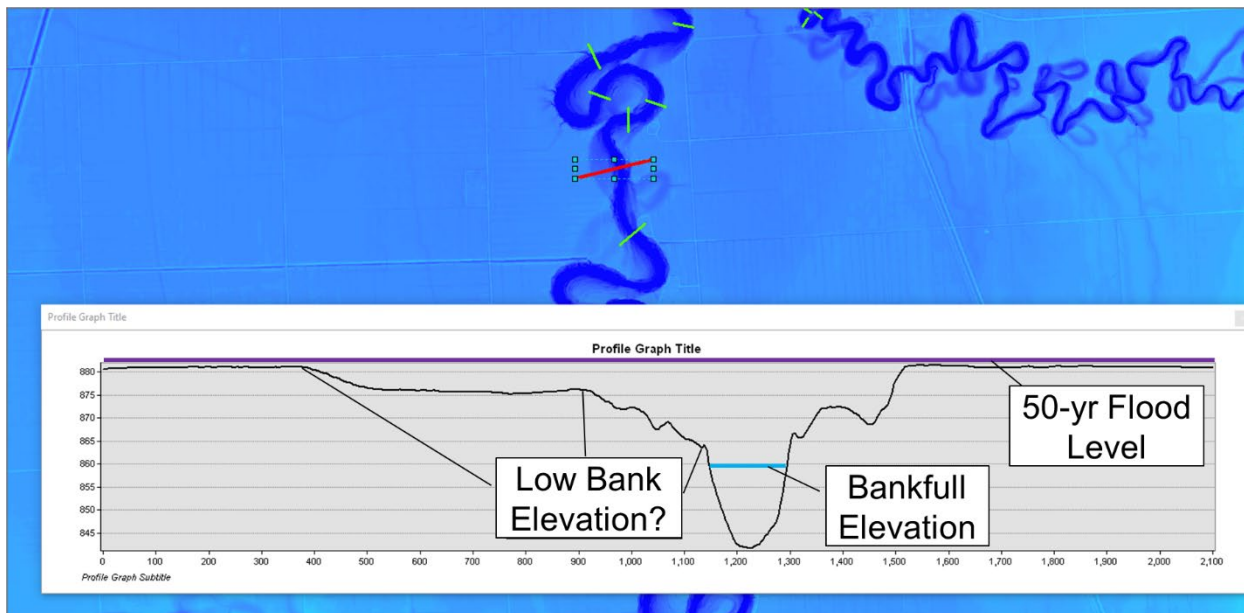 Profile Graph Title
Profile Graph Title
880
875
870
865
860
855
850
845
50-yr Flood
Level
Low Bank
Elevation?
Bankfull
Elevation
0 100 200 300 400 500 600 700 800 900 1,000 1,100 1,200 1,300 1,400 1,500 1,600 1,700 1,800 1,900 2,000 2,100
Profile Graph Subtitle